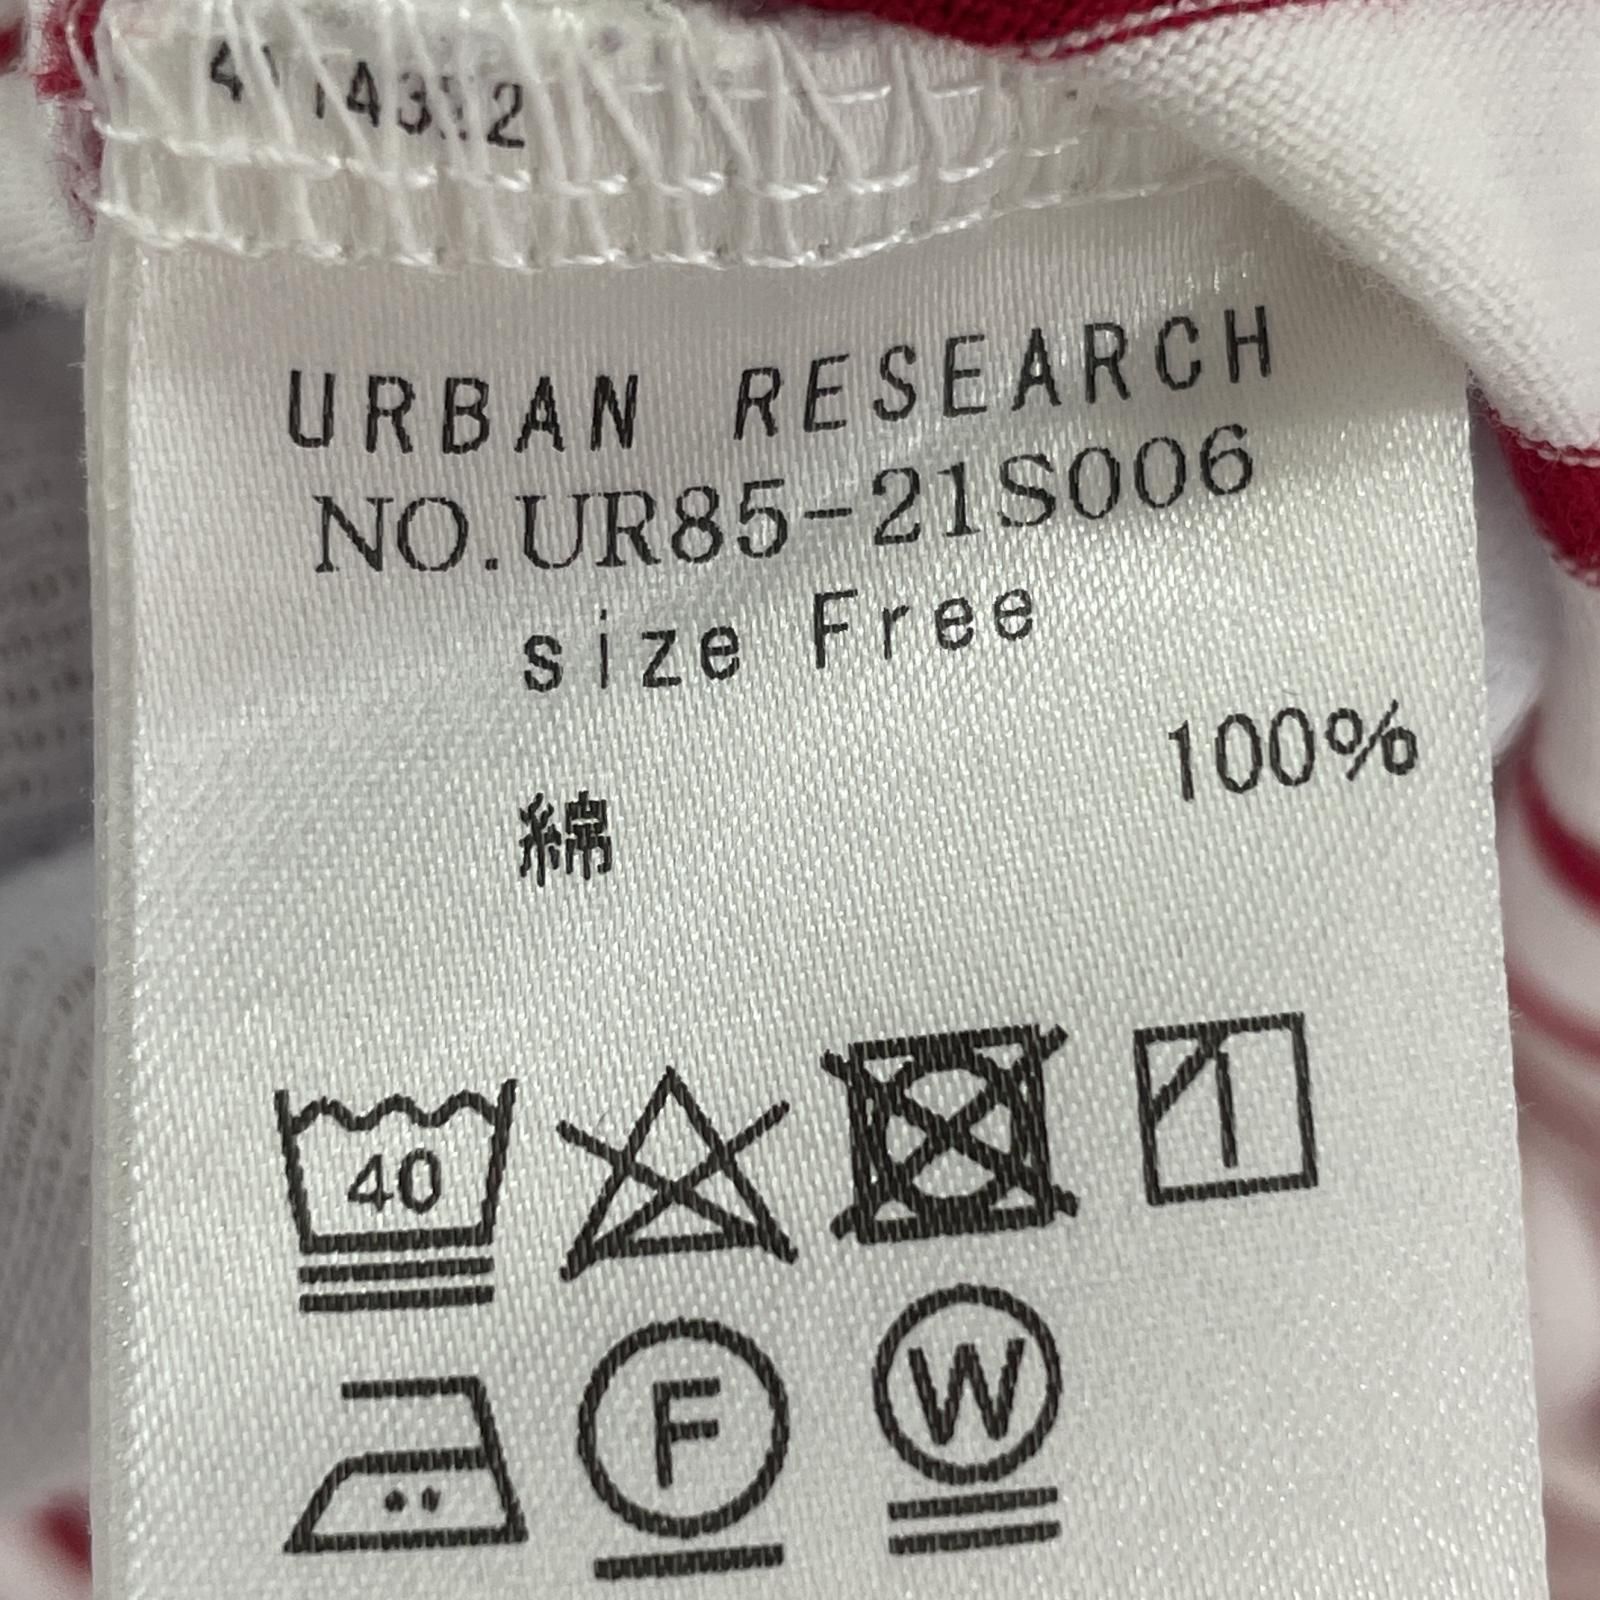 URBAN RESEARCH
NO.UR85-21S006
size Free
100%
綿
40
F
W